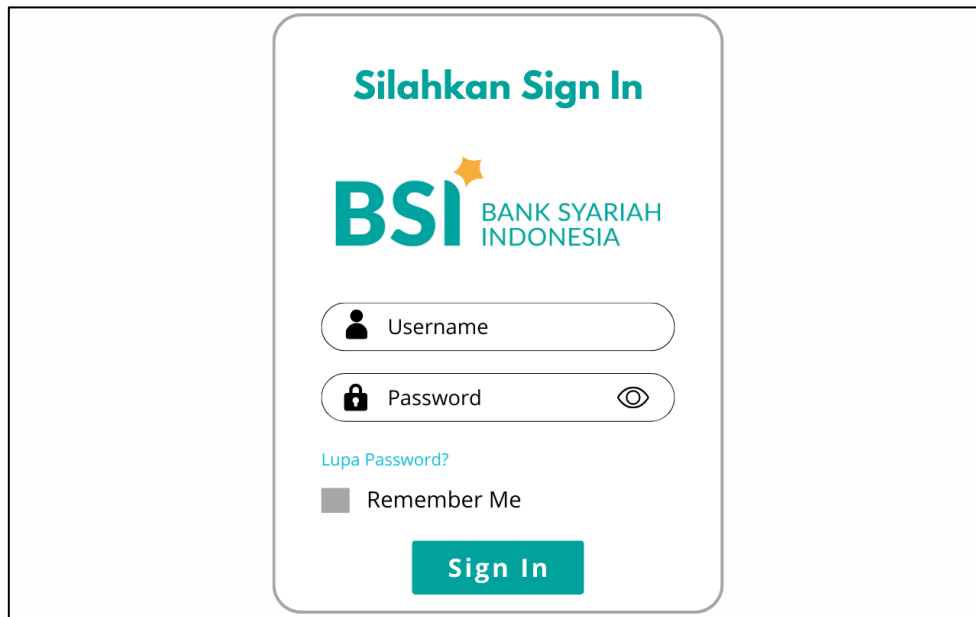 Silahkan Sign In
BSI BANK SYARIAH
INDONESIA
Username
Password
Lupa Password?
Remember Me
Sign In